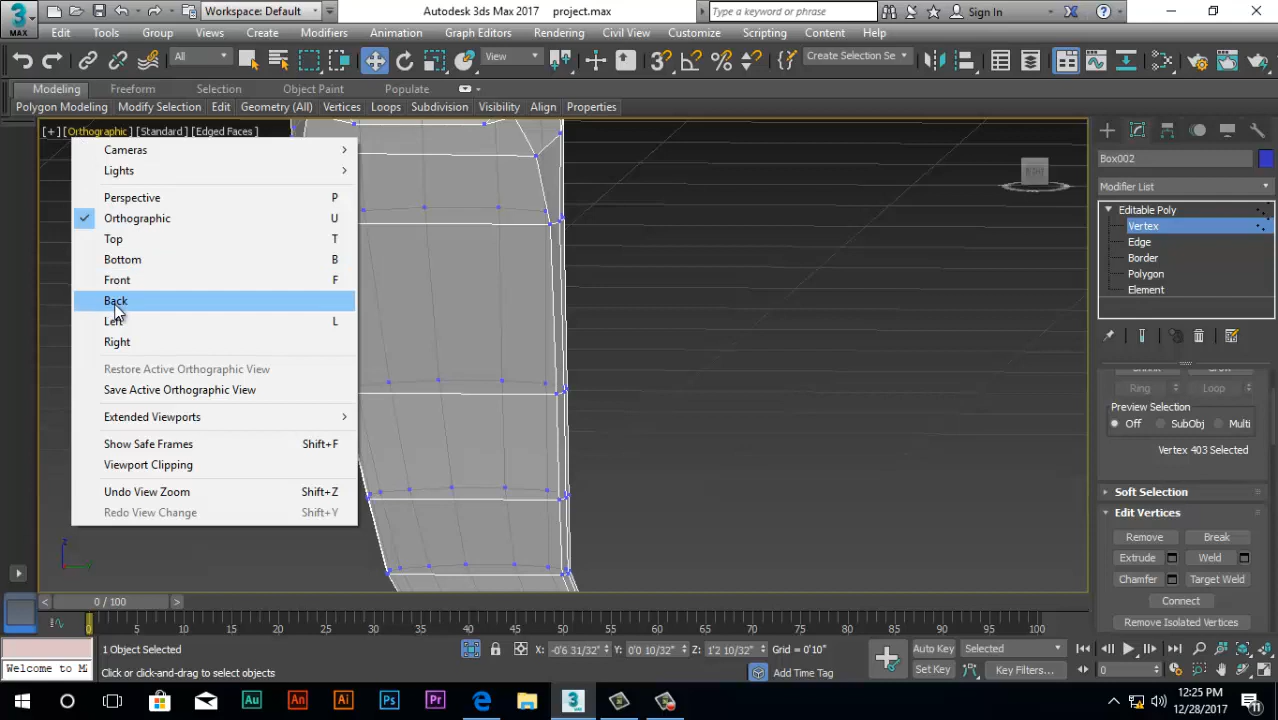 Workspace: Default
Autodesk 3ds Max 2017 project.max
Type a keyword or phrase
Sign In
3
MAX
Edit Tools Group Views Create Modifiers Animation Graph Editors Rendering Civil View Customize Scripting Content Help
All
View
Create Selection Se
Modeling Freeform Selection Object Paint Populate
Polygon Modeling Modify Selection Edit Geometry (All) Vertices Loops Subdivision Visibility Align Properties
[+] [Orthographic] [Standard] [Edged Faces]
Cameras
Lights
Perspective P
Orthographic U
Top T
Bottom B
Front F
Back
Left L
Right
Restore Active Orthographic View
Save Active Orthographic View
Extended Viewports
Show Safe Frames Shift+F
Viewport Clipping
Undo View Zoom Shift+Z
Redo View Change Shift+Y
Box002
Modifier List
Editable Poly
Vertex
Edge
Border
Polygon
Element
Ring Loop
Preview Selection
Off SubObj Multi
Vertex 403 Selected
Soft Selection
Edit Vertices
Remove Break
Extrude Weld
Chamfer Target Weld
Connect
Remove Isolated Vertices
z
0 / 100
0 5 10 15 20 25 30 35 40 45 50 55 60 65 70 75 80 85 90 95 100
1 Object Selected
X: -0'6 31/32" Y: 0'0 10/32" Z: 1'2 10/32" Grid = 0'10"
Auto Key Selected
Welcome to M
Click or click-and-drag to select objects
Add Time Tag
Set Key Key Filters...
0
Au An Ai Ps Pr 3
MAX
12:25 PM
12/28/2017
11